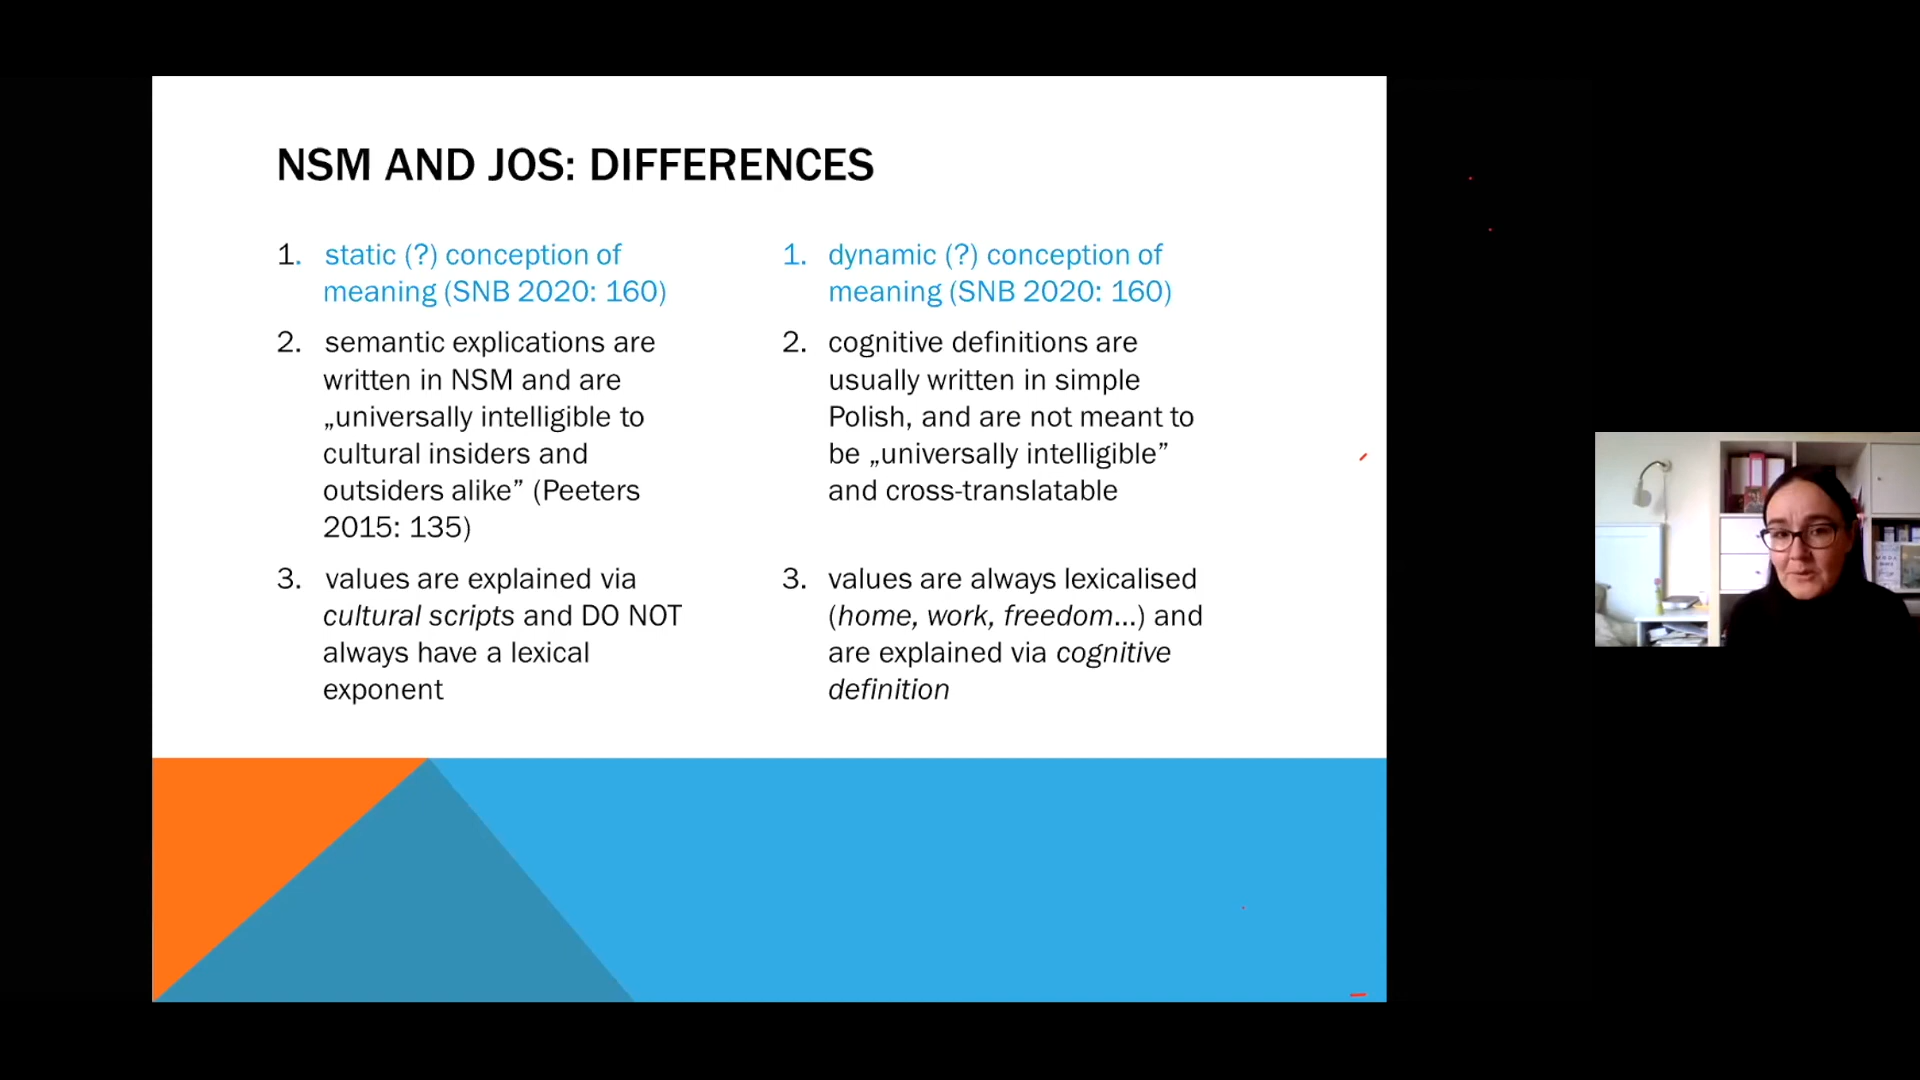 NSM AND JOS: DIFFERENCES
1. static (?) conception of
meaning (SNB 2020: 160)
2. semantic explications are
written in NSM and are
„universally intelligible to
cultural insiders and
outsiders alike” (Peeters
2015: 135)
3. values are explained via
cultural scripts and DO NOT
always have a lexical
exponent
1. dynamic (?) conception of
meaning (SNB 2020: 160)
2. cognitive definitions are
usually written in simple
Polish, and are not meant to
be „universally intelligible”
and cross-translatable
3. values are always lexicalised
(home, work, freedom...) and
are explained via cognitive
definition